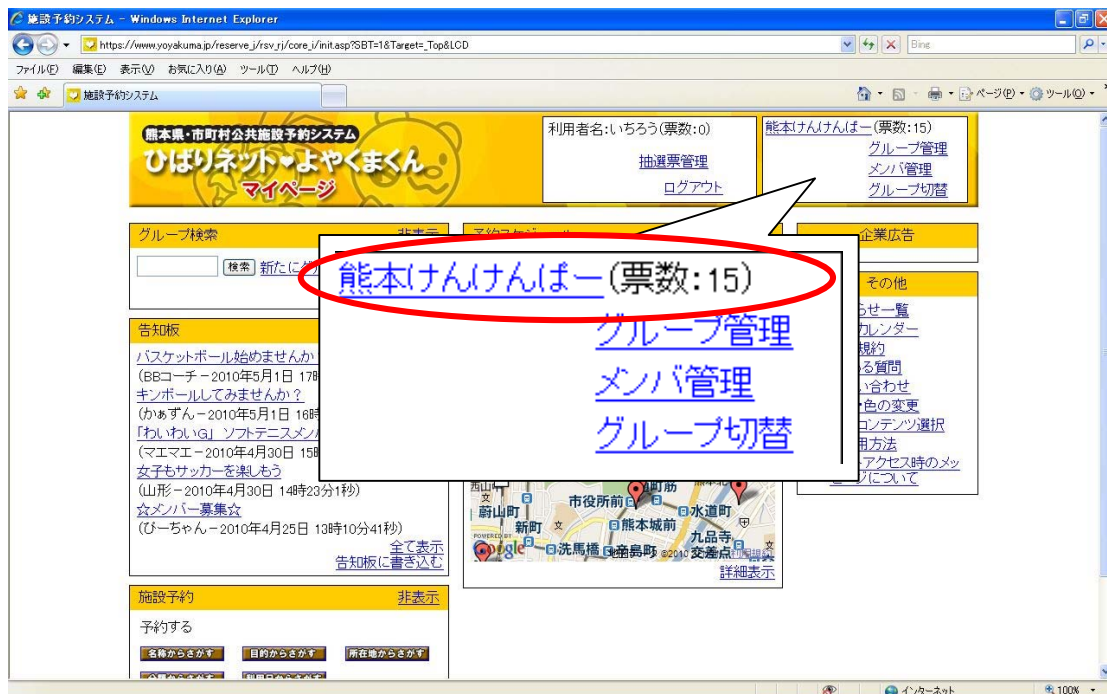 施設予約システム - Windows Internet Explorer
https://www.yoyakuma.jp/reserve_j/rsv_rj/core_i/init.asp?SBT=1&Target=_Top&LCD
Bing
ファイル(F) 編集(E) 表示(V) お気に入り(A) ツール(T) ヘルプ(H)
施設予約システム
ページ(P) ツール(O)
熊本県・市町村公共施設予約システム
ひばりネット♥よやくまくん
マイページ
利用者名:いちろう(票数:0)
抽選票管理
ログアウト
熊本けんけんぱー(票数:15)
グループ管理
メンバ管理
グループ切替
グループ検索
検索
熊本けんけんぱー(票数:15)
グループ管理
メンバ管理
グループ切替
告知板
バスケットボール始めませんか
(BBコーチ-2010年5月1日 17時
キンボールしてみませんか?
(かぁずん-2010年5月1日 16時
「わいわいG」 ソフトテニスメンバ
(マエマエ-2010年4月30日 15時
女子もサッカーを楽しもう
(山形-2010年4月30日 14時23分1秒)
☆メンバー募集☆
(びーちゃん-2010年4月25日 13時10分41秒)
全て表示
告知板に書き込む
市役所前
水道町
蔚山町
新町
熊本城前
九品寺
交差点
洗馬橋
辛島町
POWERED BY
Google
©2010
詳細表示
企業広告
その他
らせ一覧
カレンダー
規約
る質問
い合わせ
色の変更
コンテンツ選択
用方法
アクセス時のメッ
について
施設予約
非表示
予約する
名称からさがす 目的からさがす 所在地からさがす
インターネット
100%